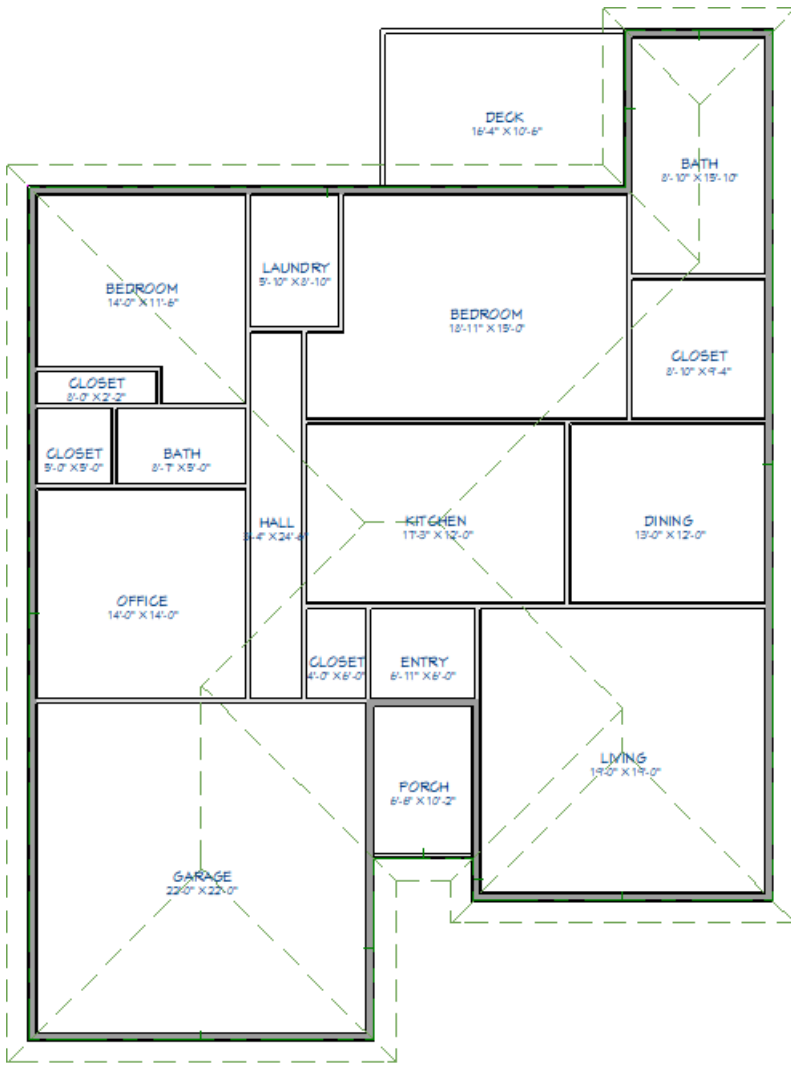 DECK
16'-4" X 10'-6"
BATH
8'-10" X 15'-10"
LAUNDRY
5'-10" X 8'-10"
BEDROOM
14'-0" X 11'-6"
BEDROOM
18'-11" X 15'-0"
CLOSET
8'-10" X 9'-4"
CLOSET
8'-0" X 2'-2"
CLOSET
5'-0" X 5'-0"
BATH
8'-7" X 5'-0"
HALL
KITCHEN
17'-3" X 12'-0"
DINING
13'-0" X 12'-0"
OFFICE
14'-0" X 14'-0"
CLOSET
4'-0" X 6'-0"
ENTRY
6'-11" X 6'-0"
LIVING
19'-0" X 19'-0"
PORCH
6'-8" X 10'-2"
GARAGE
22'-0" X 22'-0"